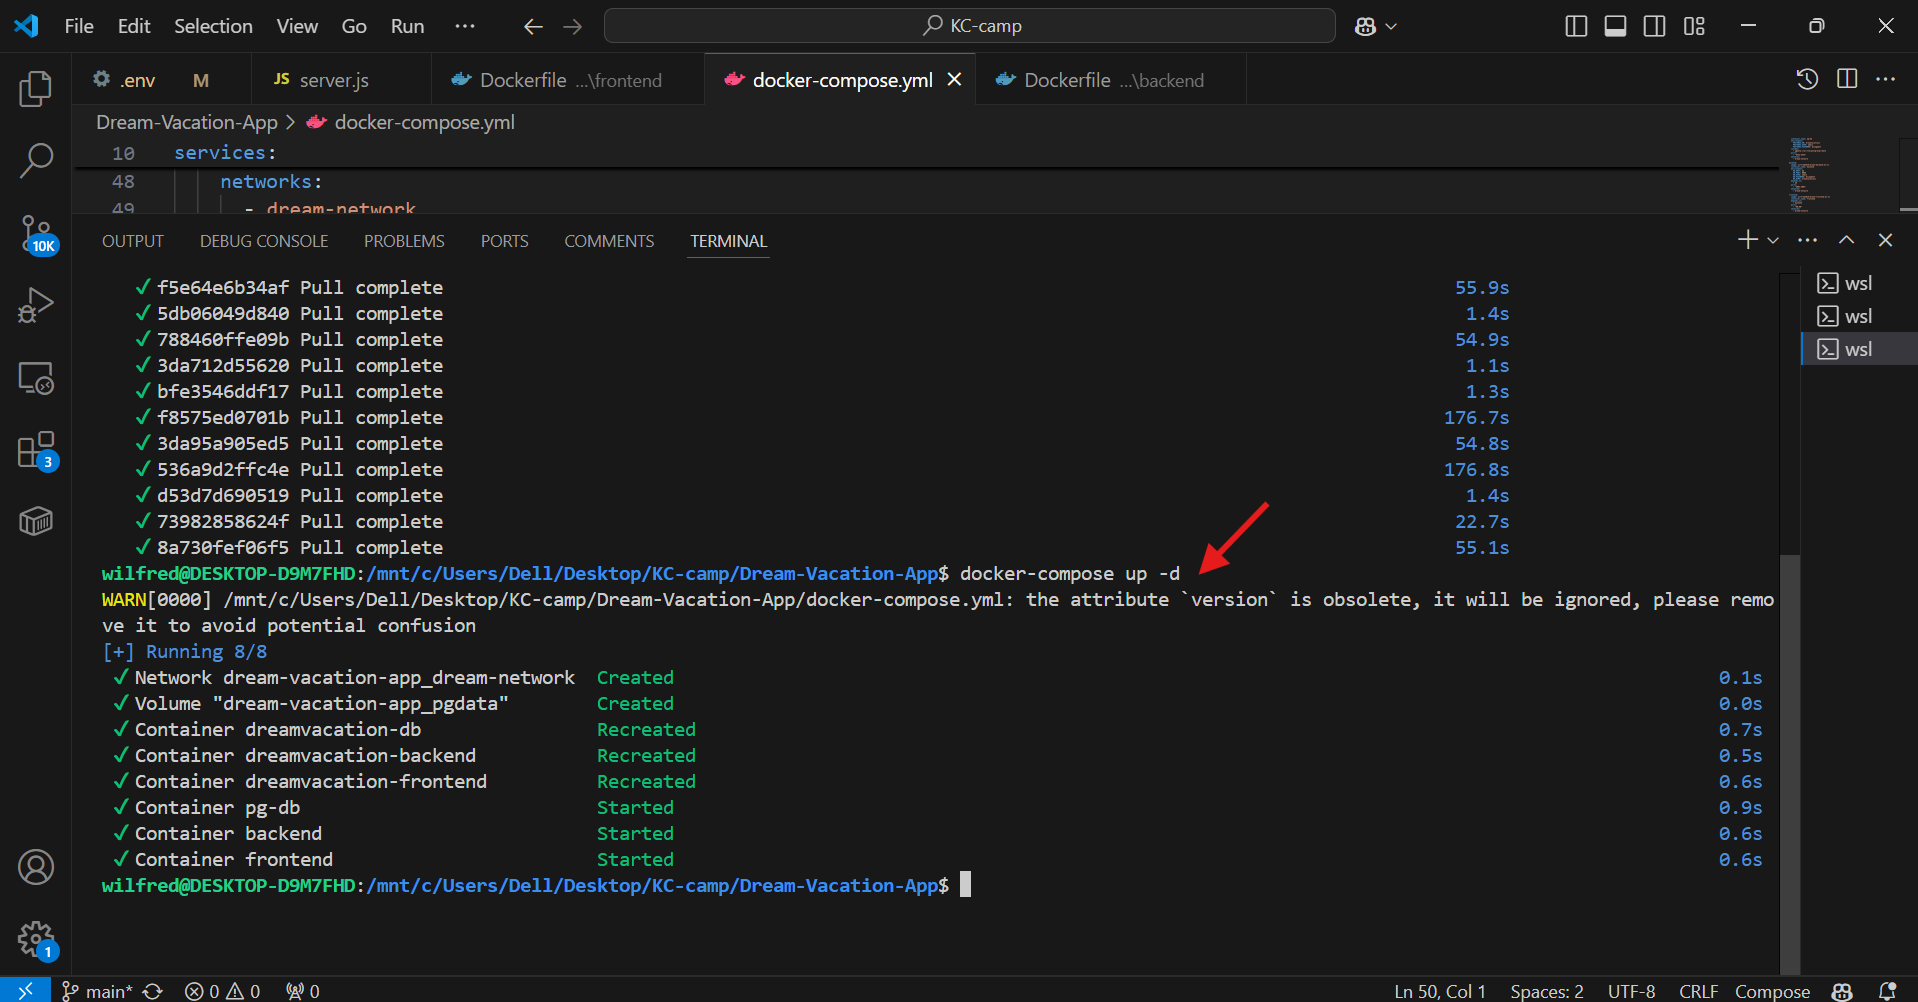 File Edit Selection View Go Run ··· KC-camp
.env M JS server.js Dockerfile ...\frontend docker-compose.yml Dockerfile ...\backend
Dream-Vacation-App > docker-compose.yml
10 services:
48 networks:
49 - dream-network
OUTPUT DEBUG CONSOLE PROBLEMS PORTS COMMENTS TERMINAL
✓ f5e64e6b34af Pull complete 55.9s
✓ 5db06049d840 Pull complete 1.4s
✓ 788460ffe09b Pull complete 54.9s
✓ 3da712d55620 Pull complete 1.1s
✓ bfe3546ddf17 Pull complete 1.3s
✓ f8575ed0701b Pull complete 176.7s
✓ 3da95a905ed5 Pull complete 54.8s
✓ 536a9d2ffc4e Pull complete 176.8s
✓ d53d7d690519 Pull complete 1.4s
✓ 73982858624f Pull complete 22.7s
✓ 8a730fef06f5 Pull complete 55.1s
wilfred@DESKTOP-D9M7FHD:/mnt/c/Users/Dell/Desktop/KC-camp/Dream-Vacation-App$ docker-compose up -d
WARN[0000] /mnt/c/Users/Dell/Desktop/KC-camp/Dream-Vacation-App/docker-compose.yml: the attribute `version` is obsolete, it will be ignored, please remo
ve it to avoid potential confusion
[+] Running 8/8
✓ Network dream-vacation-app_dream-network Created 0.1s
✓ Volume "dream-vacation-app_pgdata" Created 0.0s
✓ Container dreamvacation-db Recreated 0.7s
✓ Container dreamvacation-backend Recreated 0.5s
✓ Container dreamvacation-frontend Recreated 0.6s
✓ Container pg-db Started 0.9s
✓ Container backend Started 0.6s
✓ Container frontend Started 0.6s
wilfred@DESKTOP-D9M7FHD:/mnt/c/Users/Dell/Desktop/KC-camp/Dream-Vacation-App$
wsl
wsl
wsl
10K
3
1
main* 0 0 0 Ln 50, Col 1 Spaces: 2 UTF-8 CRLF Compose